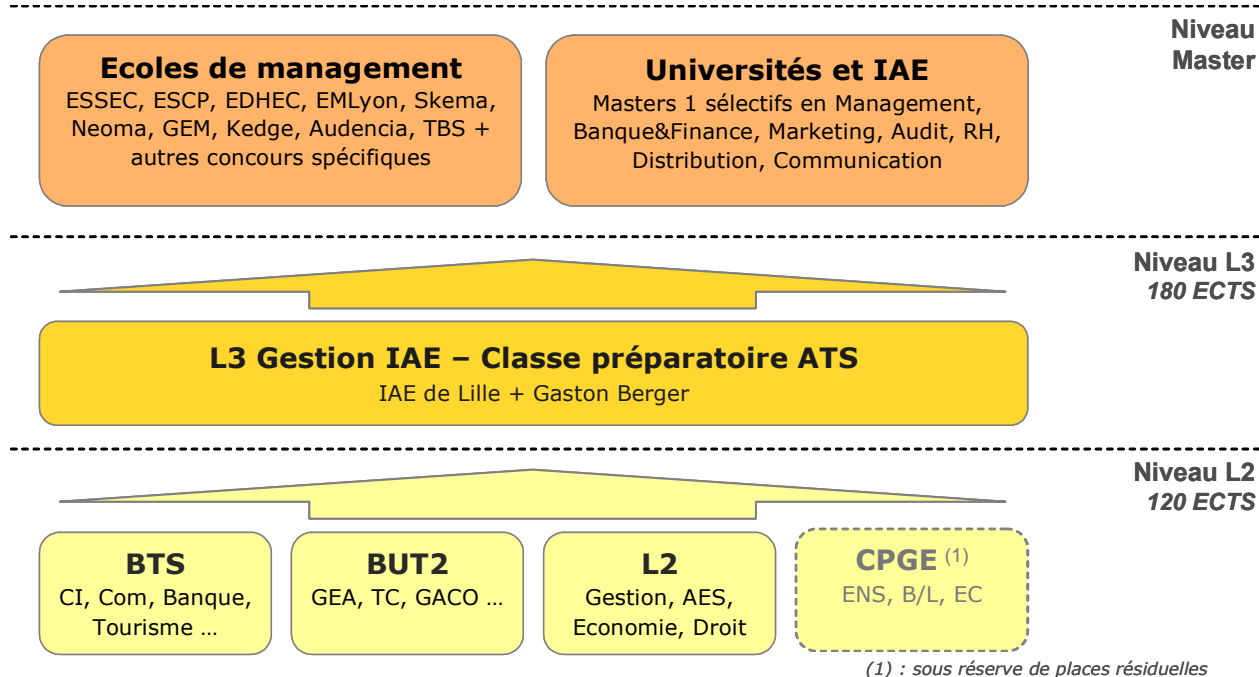 Niveau
Master
Ecoles de management
ESSEC, ESCP, EDHEC, EMLyon, Skema,
Neoma, GEM, Kedge, Audencia, TBS +
autres concours spécifiques
Universités et IAE
Masters 1 sélectifs en Management,
Banque&Finance, Marketing, Audit, RH,
Distribution, Communication
Niveau L3
180 ECTS
L3 Gestion IAE – Classe préparatoire ATS
IAE de Lille + Gaston Berger
Niveau L2
120 ECTS
BTS
CI, Com, Banque,
Tourisme ...
BUT2
GEA, TC, GACO ...
L2
Gestion, AES,
Economie, Droit
CPGE (1)
ENS, B/L, EC
(1) : sous réserve de places résiduelles